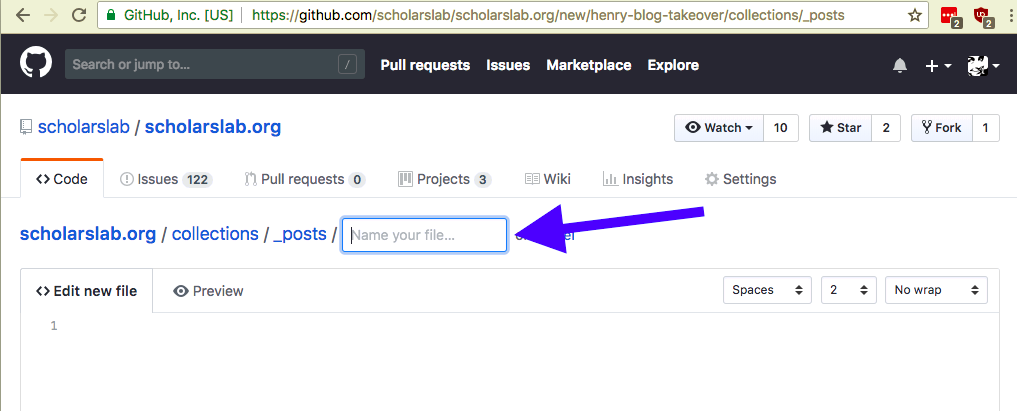 GitHub, Inc. [US] https://github.com/scholarslab/scholarslab.org/new/henry-blog-takeover/collections/_posts 2 2
Search or jump to... / Pull requests Issues Marketplace Explore
scholarslab / scholarslab.org Watch 10 Star 2 Fork 1
Code Issues 122 Pull requests 0 Projects 3 Wiki Insights Settings
scholarslab.org / collections / _posts / Name your file...
Edit new file Preview Spaces 2 No wrap
1